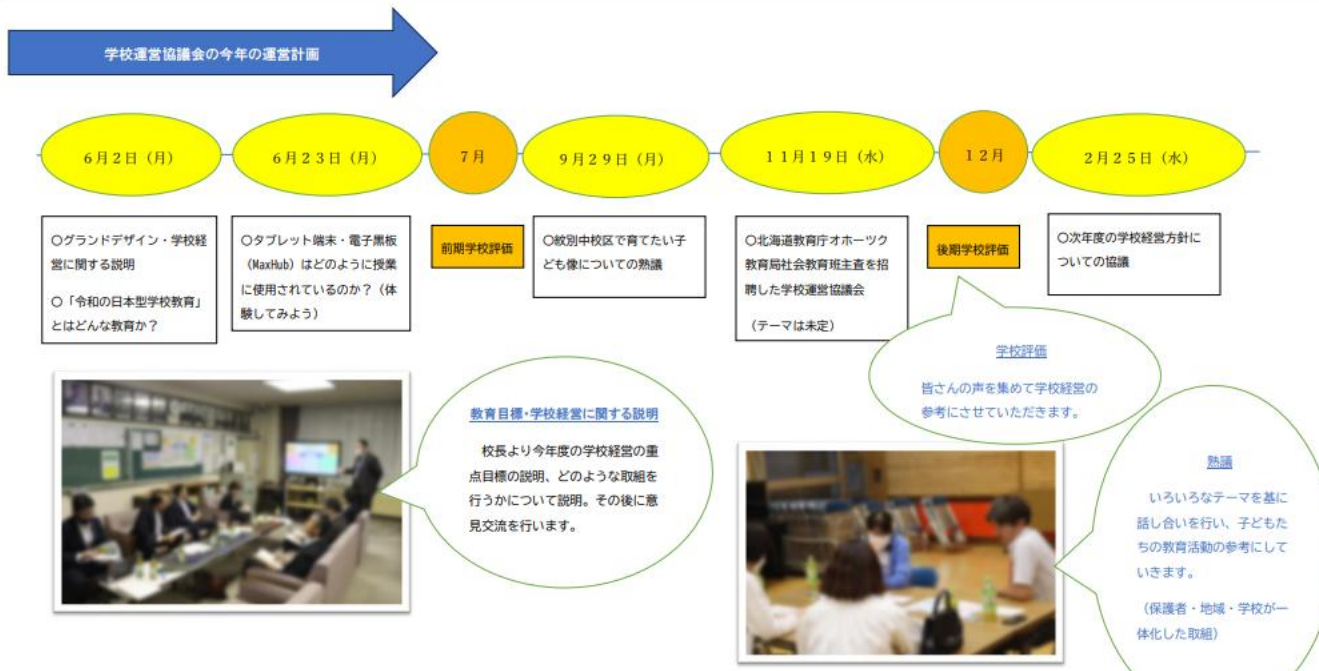 学校運営協議会の今年の運営計画
6月2日（月）
6月23日（月）
7月
9月29日（月）
11月19日（水）
12月
2月25日（水）
〇グランドデザイン・学校経
営に関する説明
〇「令和の日本型学校教育」
とはどんな教育か？
〇タブレット端末・電子黒板
（MaxHub）はどのように授業
に使用されているのか？（体
験してみよう）
前期学校評価
〇紋別中校区で育てたい子
ども像についての熟議
〇北海道教育庁オホーツク
教育局社会教育班主査を招
聘した学校運営協議会
（テーマは未定）
後期学校評価
〇次年度の学校経営方針に
ついての協議
学校評価
皆さんの声を集めて学校経営の
参考にさせていただきます。
教育目標・学校経営に関する説明
校長より今年度の学校経営の重
点目標の説明、どのような取組を
行うかについて説明。その後に意
見交流を行います。
熟議
いろいろなテーマを基に
話し合いを行い、子どもた
ちの教育活動の参考にして
いきます。
（保護者・地域・学校が一
体化した取組）